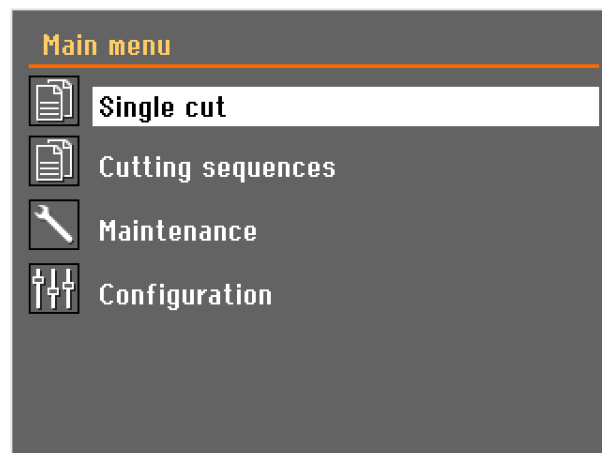 Main menu
Single cut
Cutting sequences
Maintenance
Configuration